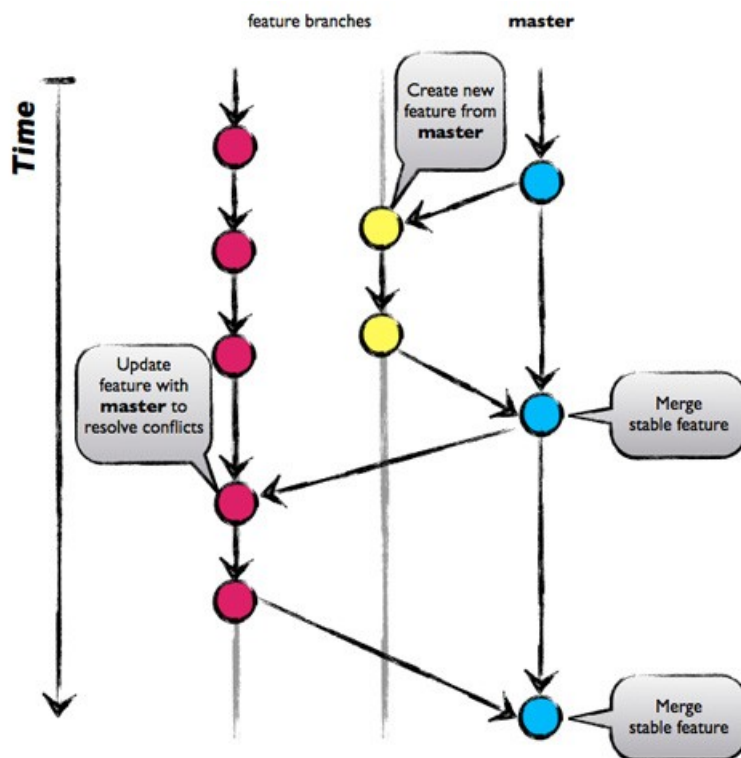 feature branches
master
Time
Create new
feature from
master
Update
feature with
master to
resolve conflicts
Merge
stable feature
Merge
stable feature